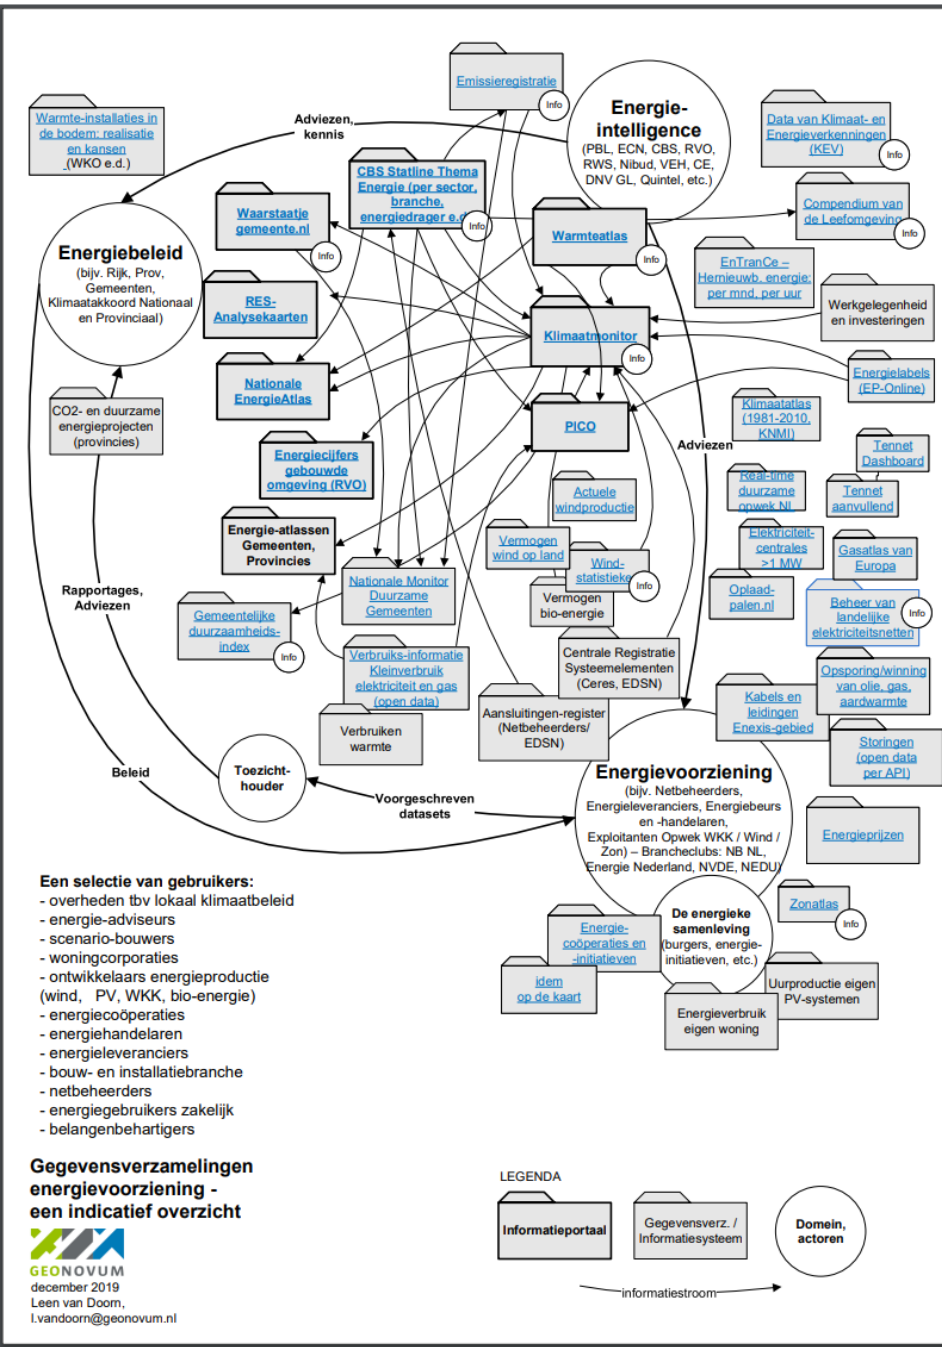 Emissieregistratie
Info
Energie-
intelligence
(PBL, ECN, CBS, RVO,
RWS, Nibud, VEH, CE,
DNV GL, Quintel, etc.)
Data van Klimaat- en
Energieverkenningen
(KEV)
Info
Warmte-installaties in
de bodem: realisatie
en kansen
(WKO e.d.)
Adviezen,
kennis
CBS Statline Thema
Energie (per sector,
branche,
energiedrager e.d.
Info
Compendium van
de Leefomgeving
Info
Waarstaatje
gemeente.nl
Info
Warmteatlas
Info
Energiebeleid
(bijv. Rijk, Prov,
Gemeenten,
Klimaatakkoord Nationaal
en Provinciaal)
EnTranCe –
Hernieuwb. energie:
per mnd, per uur
RES-
Analysekaarten
Werkgelegenheid
en investeringen
Klimaatmonitor
Info
Nationale
EnergieAtlas
Energielabels
(EP-Online)
CO2- en duurzame
energieprojecten
(provincies)
Klimaatatlas
(1981-2010,
KNMI)
PICO
Adviezen
Energiecijfers
gebouwde
omgeving (RVO)
Tennet
Dashboard
Real-time
duurzame
opwek NL
Tennet
aanvullend
Actuele
windproductie
Energie-atlassen
Gemeenten,
Provincies
Vermogen
wind op land
Elektriciteit-
centrales
>1 MW
Gasatlas van
Europa
Wind-
statistieke
Info
Nationale Monitor
Duurzame
Gemeenten
Vermogen
bio-energie
Oplaad-
palen.nl
Beheer van
landelijke
elektriciteitsnetten
Info
Rapportages,
Adviezen
Gemeentelijke
duurzaamheids-
index
Info
Verbruiks-informatie
Kleinverbruik
elektriciteit en gas
(open data)
Centrale Registratie
Systeemelementen
(Ceres, EDSN)
Opsporing/winning
van olie, gas,
aardwarmte
Kabels en
leidingen
Enexis-gebied
Aansluitingen-register
(Netbeheerders/
EDSN)
Verbruiken
warmte
Storingen
(open data
per API)
Beleid
Toezicht-
houder
Voorgeschreven
datasets
Energievoorziening
(bijv. Netbeheerders,
Energieleveranciers, Energiebeurs
en -handelaren,
Exploitanten Opwek WKK / Wind /
Zon) – Brancheclubs: NB NL,
Energie Nederland, NVDE, NEDU)
Energieprijzen
Een selectie van gebruikers:
- overheden tbv lokaal klimaatbeleid
- energie-adviseurs
- scenario-bouwers
- woningcorporaties
- ontwikkelaars energieproductie
(wind, PV, WKK, bio-energie)
- energiecoöperaties
- energiehandelaren
- energieleveranciers
- bouw- en installatiebranche
- netbeheerders
- energiegebruikers zakelijk
- belangenbehartigers
Zonatlas
Info
De energieke
samenleving
(burgers, energie-
initiatieven, etc.)
Energie-
coöperaties en
-initiatieven
idem
op de kaart
Uurproductie eigen
PV-systemen
Energieverbruik
eigen woning
Gegevensverzamelingen
energievoorziening -
een indicatief overzicht
GEONOVUM
december 2019
Leen van Doorn,
l.vandoorn@geonovum.nl
LEGENDA
Informatieportaal
Gegevensverz. /
Informatiesysteem
Domein,
actoren
informatiestroom